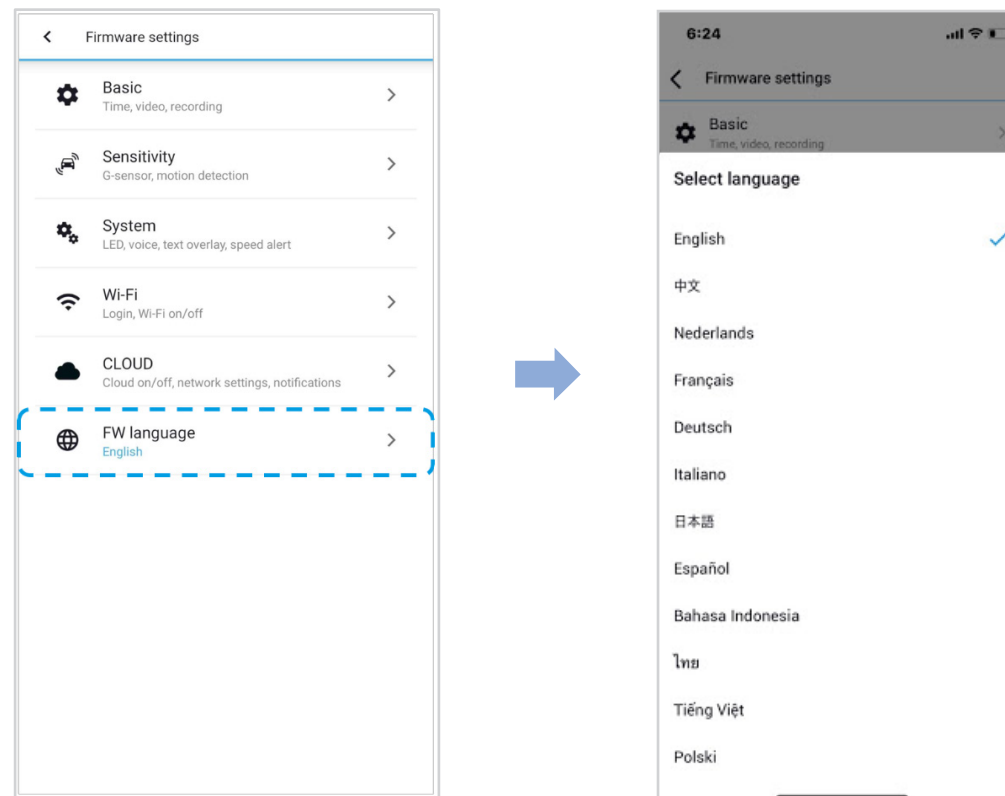 Firmware settings
Basic
Time, video, recording
Sensitivity
G-sensor, motion detection
System
LED, voice, text overlay, speed alert
Wi-Fi
Login, Wi-Fi on/off
CLOUD
Cloud on/off, network settings, notifications
FW language
English
6:24
Firmware settings
Basic
Time, video, recording
Select language
English
中文
Nederlands
Français
Deutsch
Italiano
日本語
Español
Bahasa Indonesia
ไทย
Tiếng Việt
Polski